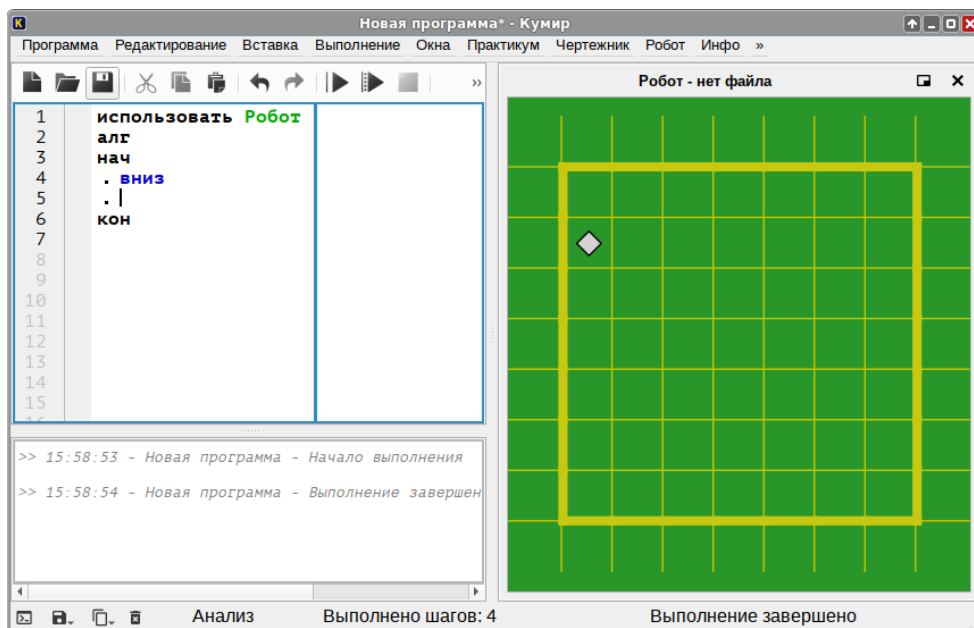 Новая программа* - Кумир
Программа Редактирование Вставка Выполнение Окна Практикум Чертежник Робот Инфо »
»
Робот - нет файла
1 использовать Робот
2 алг
3 нач
4 . вниз
5 .
6 кон
7
8
9
10
11
12
13
14
15
16
>> 15:58:53 - Новая программа - Начало выполнения
>> 15:58:54 - Новая программа - Выполнение завершен
Анализ Выполнено шагов: 4 Выполнение завершено